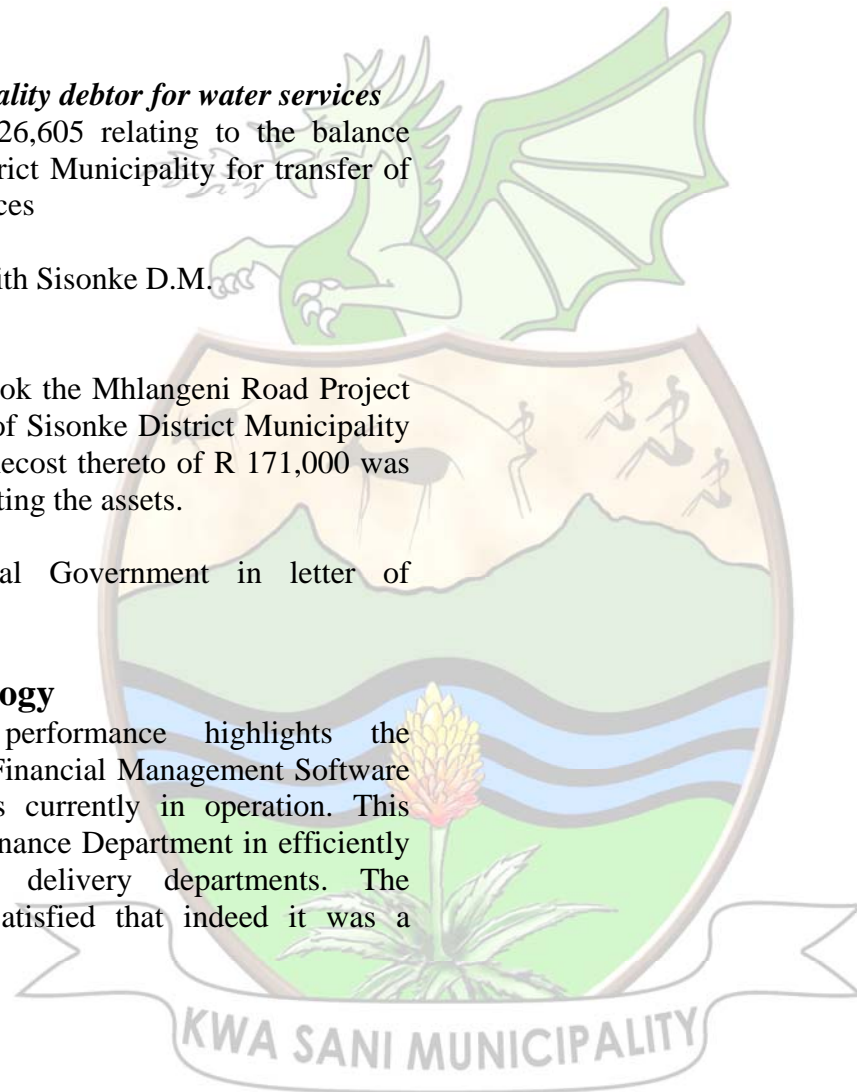 ality debtor for water services
26,605 relating to the balance
rict Municipality for transfer of
ces
ith Sisonke D.M.
ok the Mhlangeni Road Project
of Sisonke District Municipality
ecost thereto of R 171,000 was
ting the assets.
al Government in letter of
ogy
performance highlights the
Financial Management Software
s currently in operation. This
nance Department in efficiently
delivery departments. The
atisfied that indeed it was a
KWA SANI MUNICIPALITY